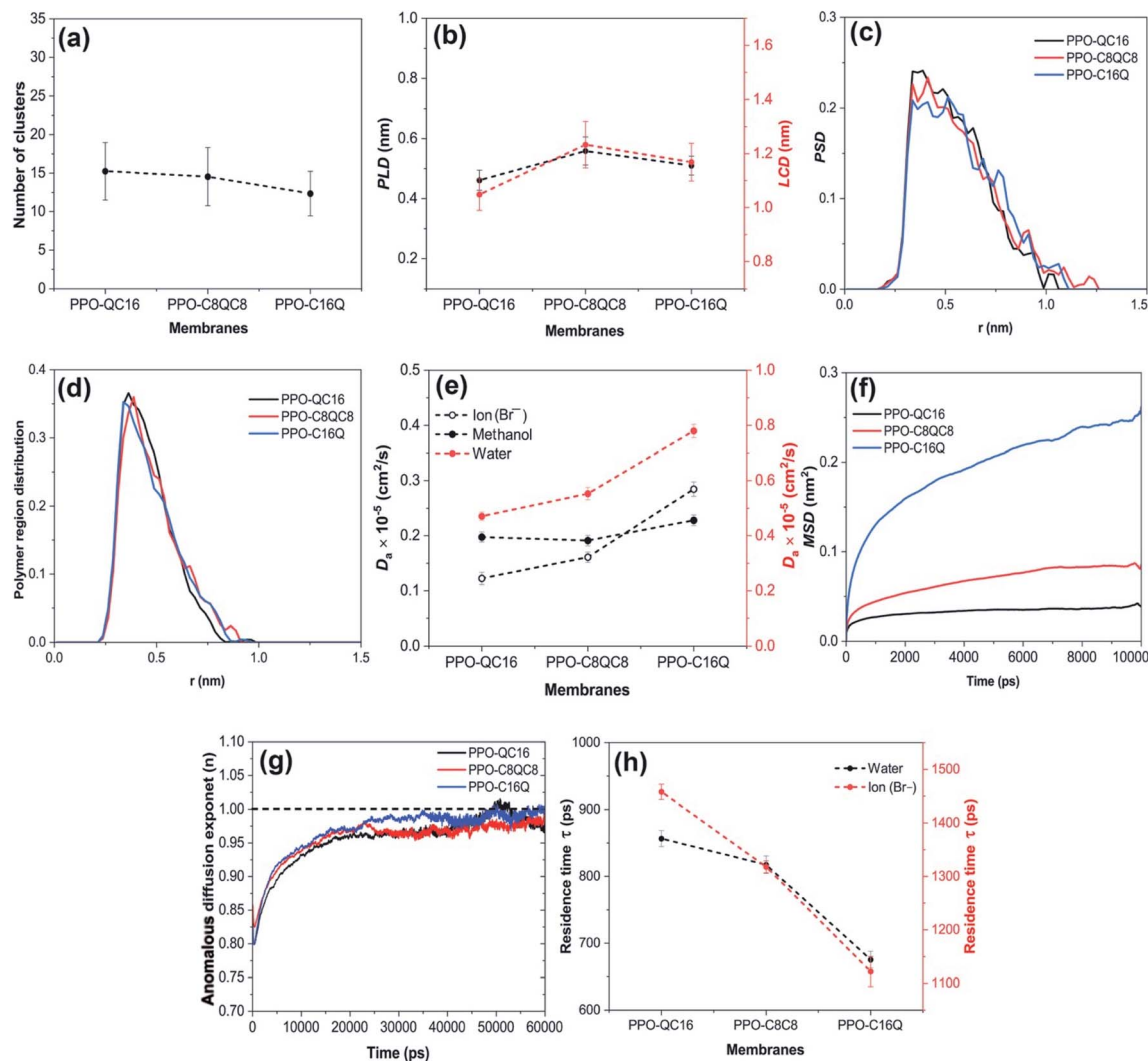 (a)
Number of clusters
35
30
25
20
15
10
5
0
PPO-QC16 PPO-C8QC8 PPO-C16Q
Membranes
(b)
PLD (nm)
1.0
0.8
0.6
0.4
0.2
0.0
LCD (nm)
1.6
1.4
1.2
1.0
0.8
PPO-QC16 PPO-C8QC8 PPO-C16Q
Membranes
(c)
PPO-QC16
PPO-C8QC8
PPO-C16Q
PSD
0.3
0.2
0.1
0.0
0.0 0.5 1.0 1.5
r (nm)
(d)
PPO-QC16
PPO-C8QC8
PPO-C16Q
Polymer region distribution
0.4
0.3
0.2
0.1
0.0
0.0 0.5 1.0 1.5
r (nm)
(e)
Ion (Br⁻)
Methanol
Water
Dₐ × 10⁻⁵ (cm²/s)
0.5
0.4
0.3
0.2
0.1
0.0
Dₐ × 10⁻⁵ (cm²/s)
1.0
0.8
0.6
0.4
0.2
0.0
PPO-QC16 PPO-C8QC8 PPO-C16Q
Membranes
(f)
PPO-QC16
PPO-C8QC8
PPO-C16Q
MSD (nm²)
0.3
0.2
0.1
0.0
0 2000 4000 6000 8000 10000
Time (ps)
(g)
PPO-QC16
PPO-C8QC8
PPO-C16Q
Anomalous diffusion exponet (n)
1.10
1.05
1.00
0.95
0.90
0.85
0.80
0.75
0.70
0 10000 20000 30000 40000 50000 60000
Time (ps)
(h)
Water
Ion (Br−)
Residence time τ (ps)
1000
900
800
700
600
Residence time τ (ps)
1500
1400
1300
1200
1100
PPO-QC16 PPO-C8C8 PPO-C16Q
Membranes